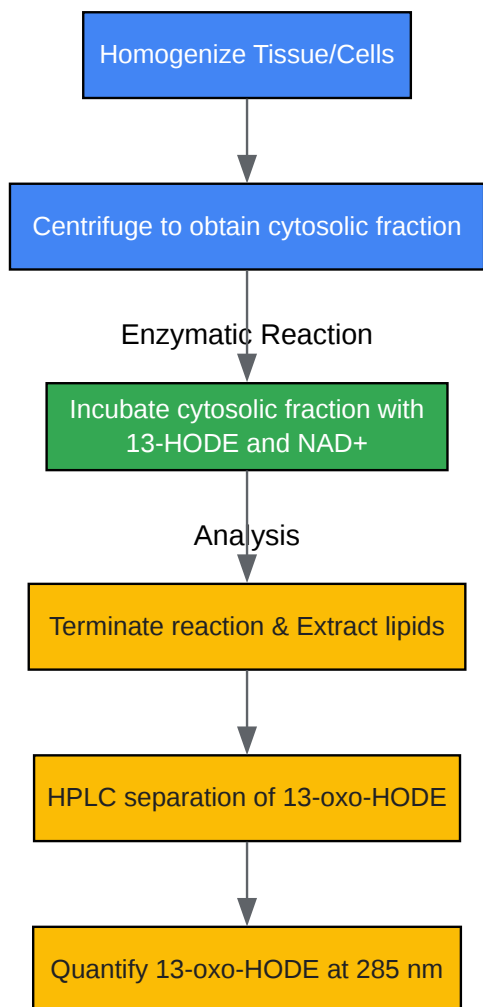 Homogenize Tissue/Cells
Centrifuge to obtain cytosolic fraction
Enzymatic Reaction
Incubate cytosolic fraction with
13-HODE and NAD+
Analysis
Terminate reaction & Extract lipids
HPLC separation of 13-oxo-HODE
Quantify 13-oxo-HODE at 285 nm